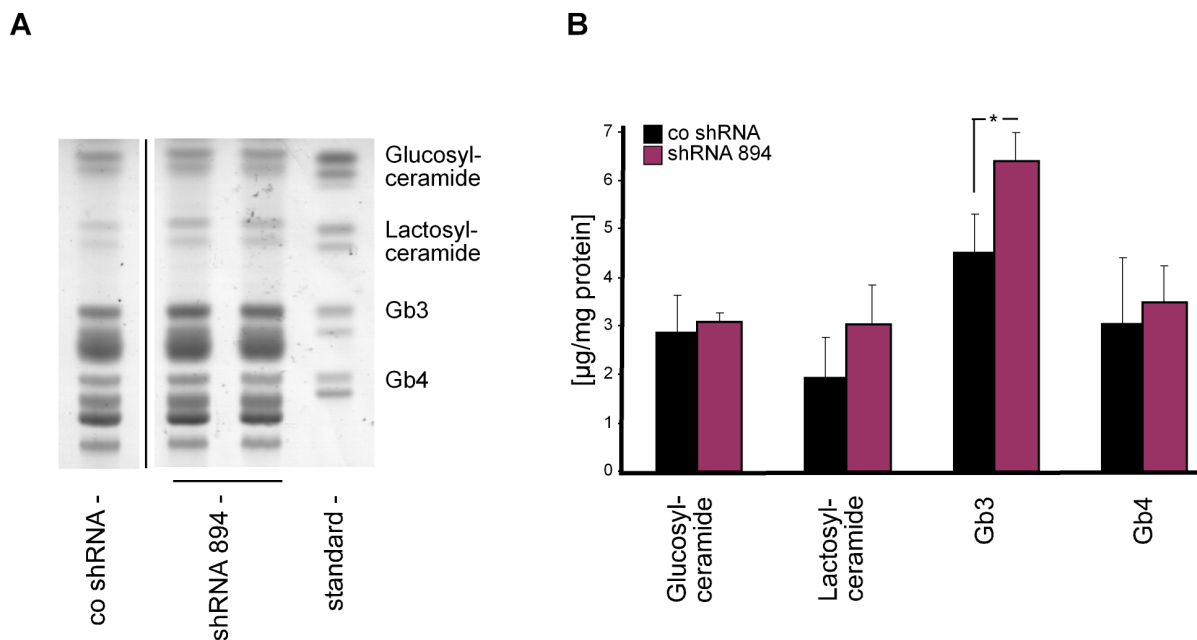 A
Glucosyl-
ceramide
Lactosyl-
ceramide
Gb3
Gb4
co shRNA -
shRNA 894 -
standard -
B
co shRNA
shRNA 894
*
[µg/mg protein]
7
6
5
4
3
2
1
0
Glucosyl-
ceramide
Lactosyl-
ceramide
Gb3
Gb4